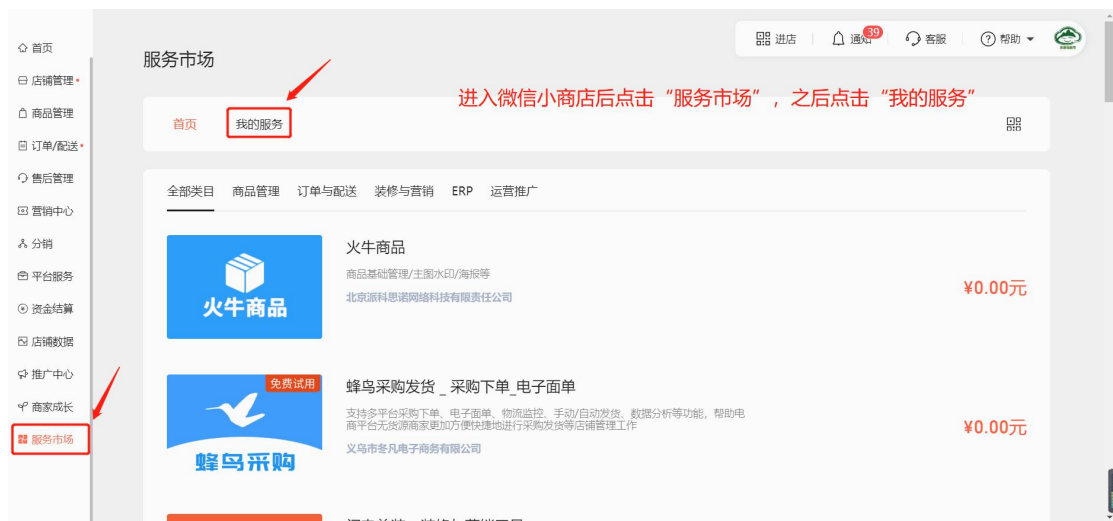 进店
通知
39
客服
帮助
首页
店铺管理
商品管理
订单/配送
售后管理
营销中心
分销
平台服务
资金结算
店铺数据
推广中心
商家成长
服务市场
服务市场
进入微信小商店后点击“服务市场”，之后点击“我的服务”
首页 我的服务
全部类目 商品管理 订单与配送 装修与营销 ERP 运营推广
火牛商品
火牛商品
商品基础管理/主图水印/海报等
北京派科思诺网络科技有限责任公司
¥0.00元
免费试用
蜂鸟采购
蜂鸟采购发货 _ 采购下单_电子面单
支持多平台采购下单、电子面单、物流监控、手动/自动发货、数据分析等功能，帮助电
商平台无货源商家更加方便快捷地进行采购发货等店铺管理工作
义乌市冬凡电子商务有限公司
¥0.00元